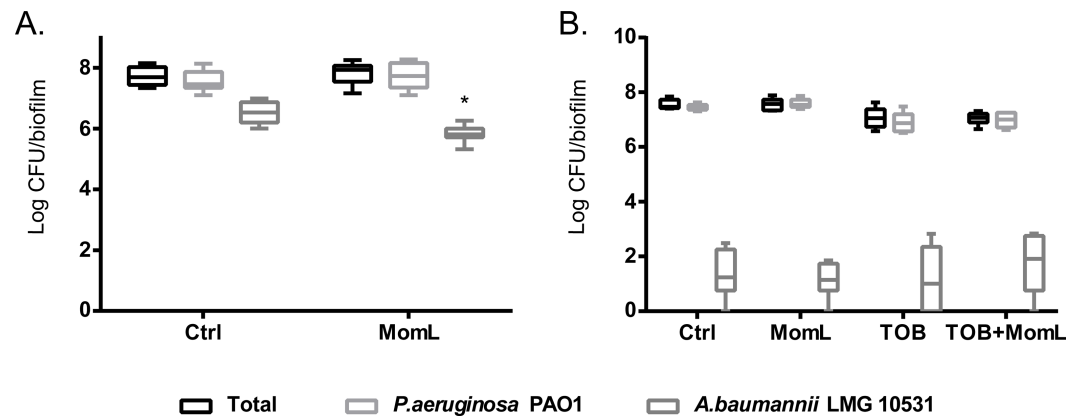 A.
Log CFU/biofilm
8
6
4
2
0
*
Ctrl
MomL
B.
Log CFU/biofilm
10
8
6
4
2
0
Ctrl
MomL
TOB
TOB+MomL
Total
P.aeruginosa PAO1
A.baumannii LMG 10531